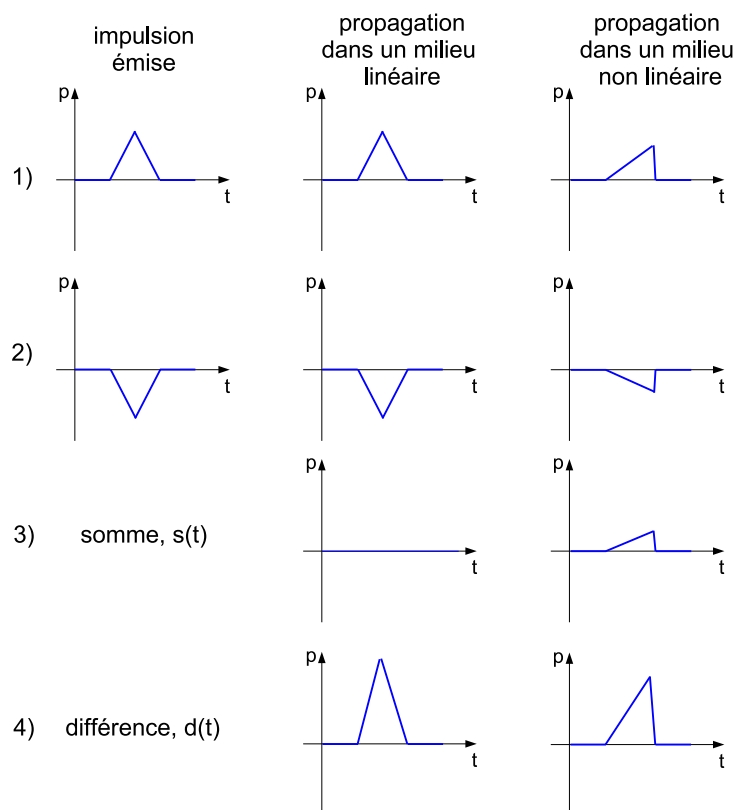 impulsion
émise
propagation
dans un milieu
linéaire
propagation
dans un milieu
non linéaire
1)
p
t
p
t
p
t
2)
p
t
p
t
p
t
3) somme, s(t)
p
t
p
t
4) différence, d(t)
p
t
p
t